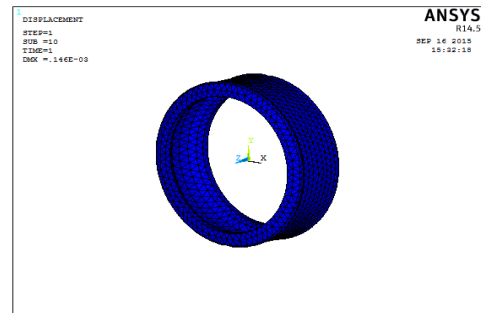 1
DISPLACEMENT
STEP=1
SUB =10
TIME=1
DMX =.146E-03
ANSYS
R14.5
SEP 16 2015
15:32:18
Y
Z X